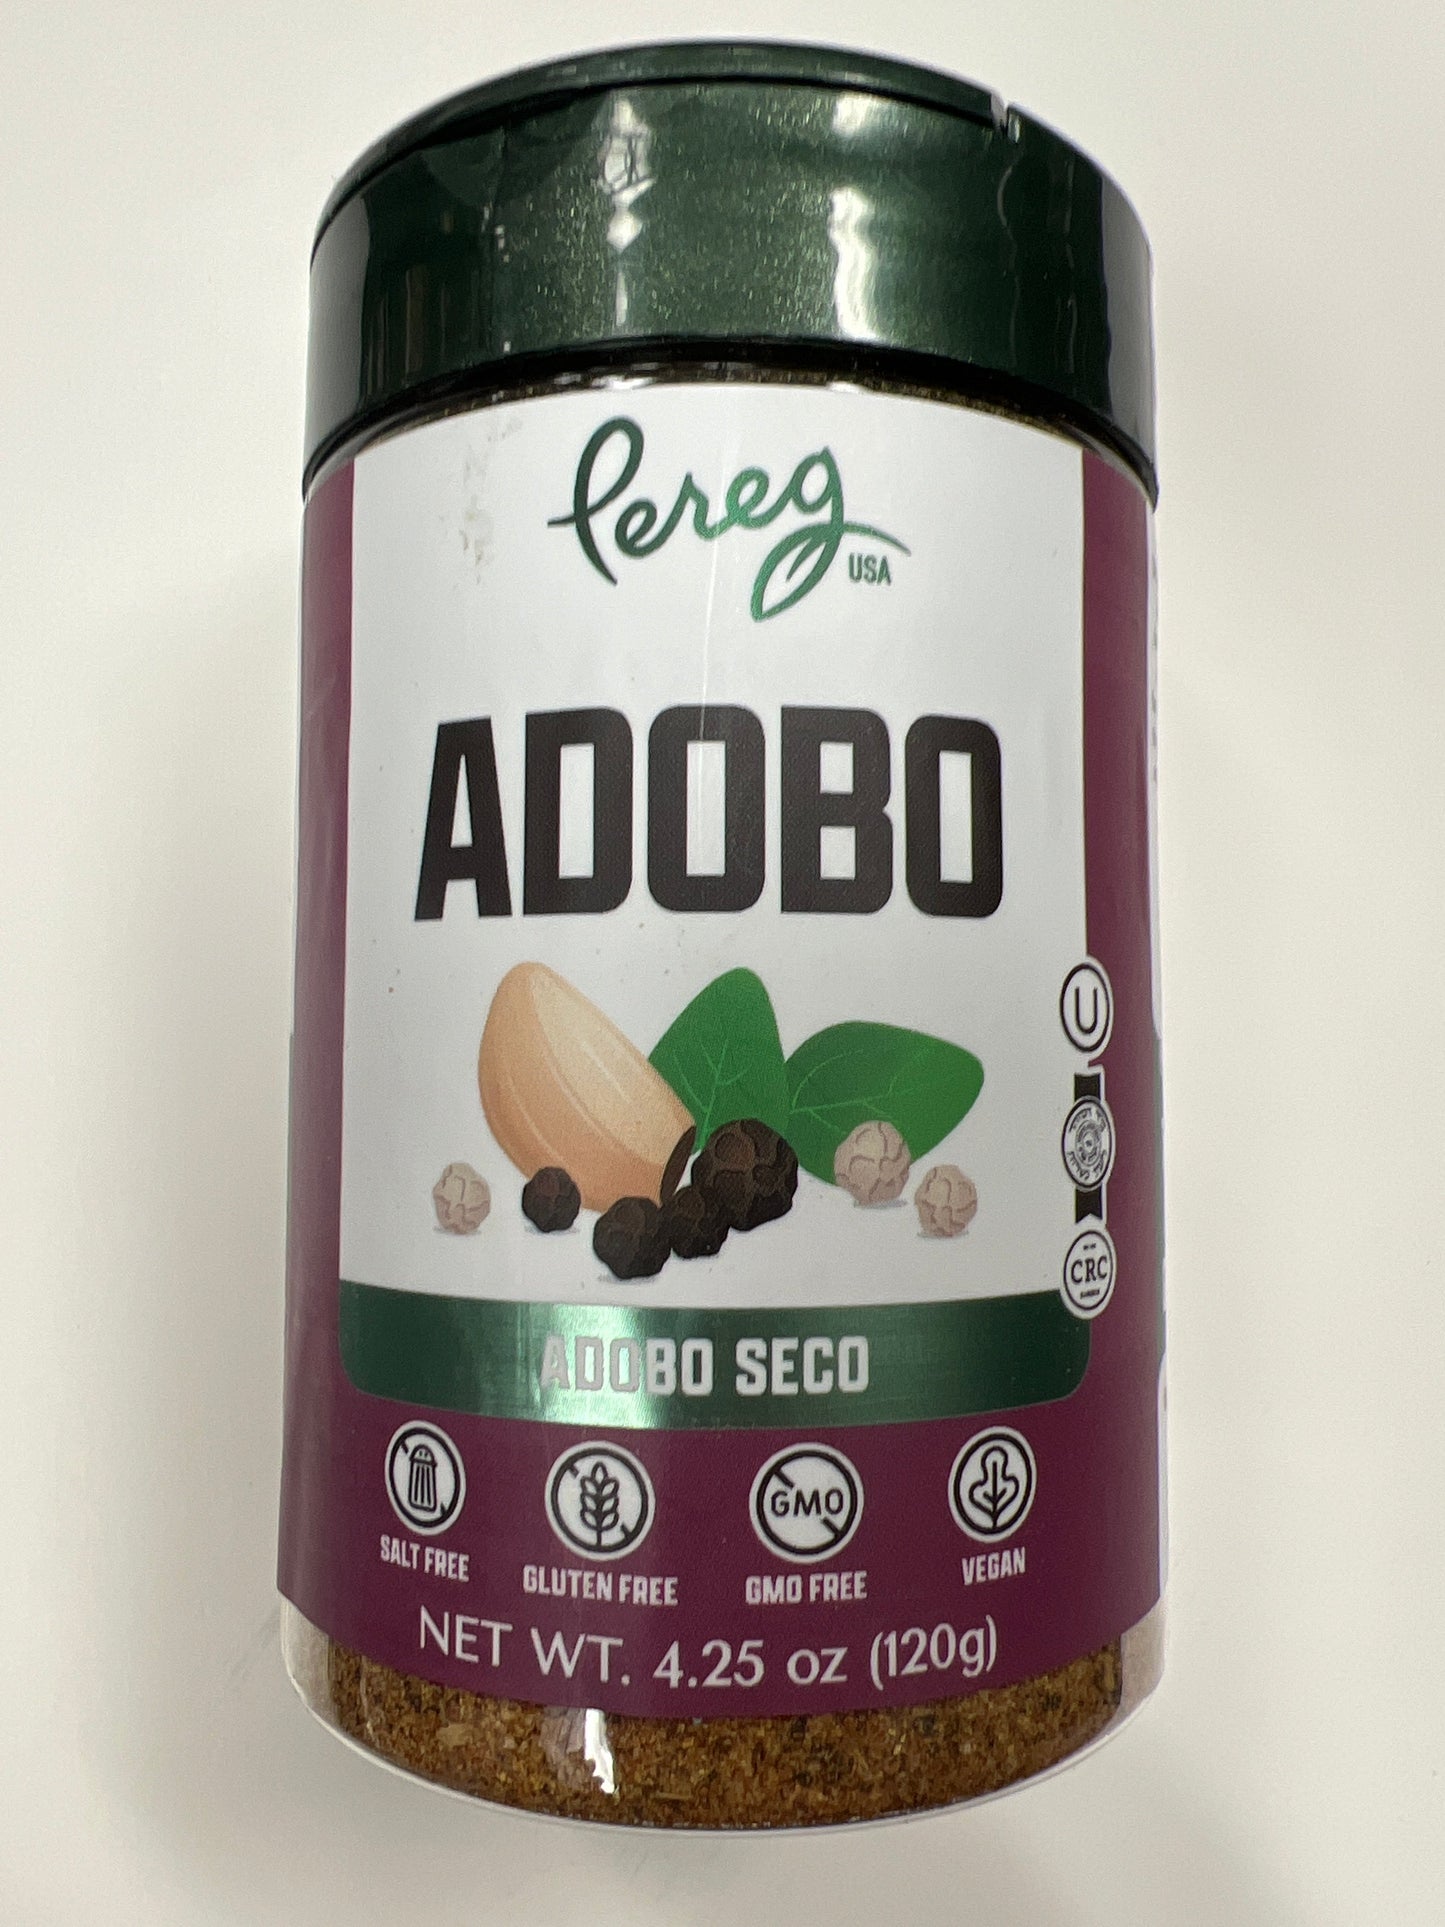 Pereg
USA
ADOBO
U
CRC
ADOBO SECO
GMO
SALT FREE
GLUTEN FREE
GMO FREE
VEGAN
NET WT. 4.25 oz (120g)